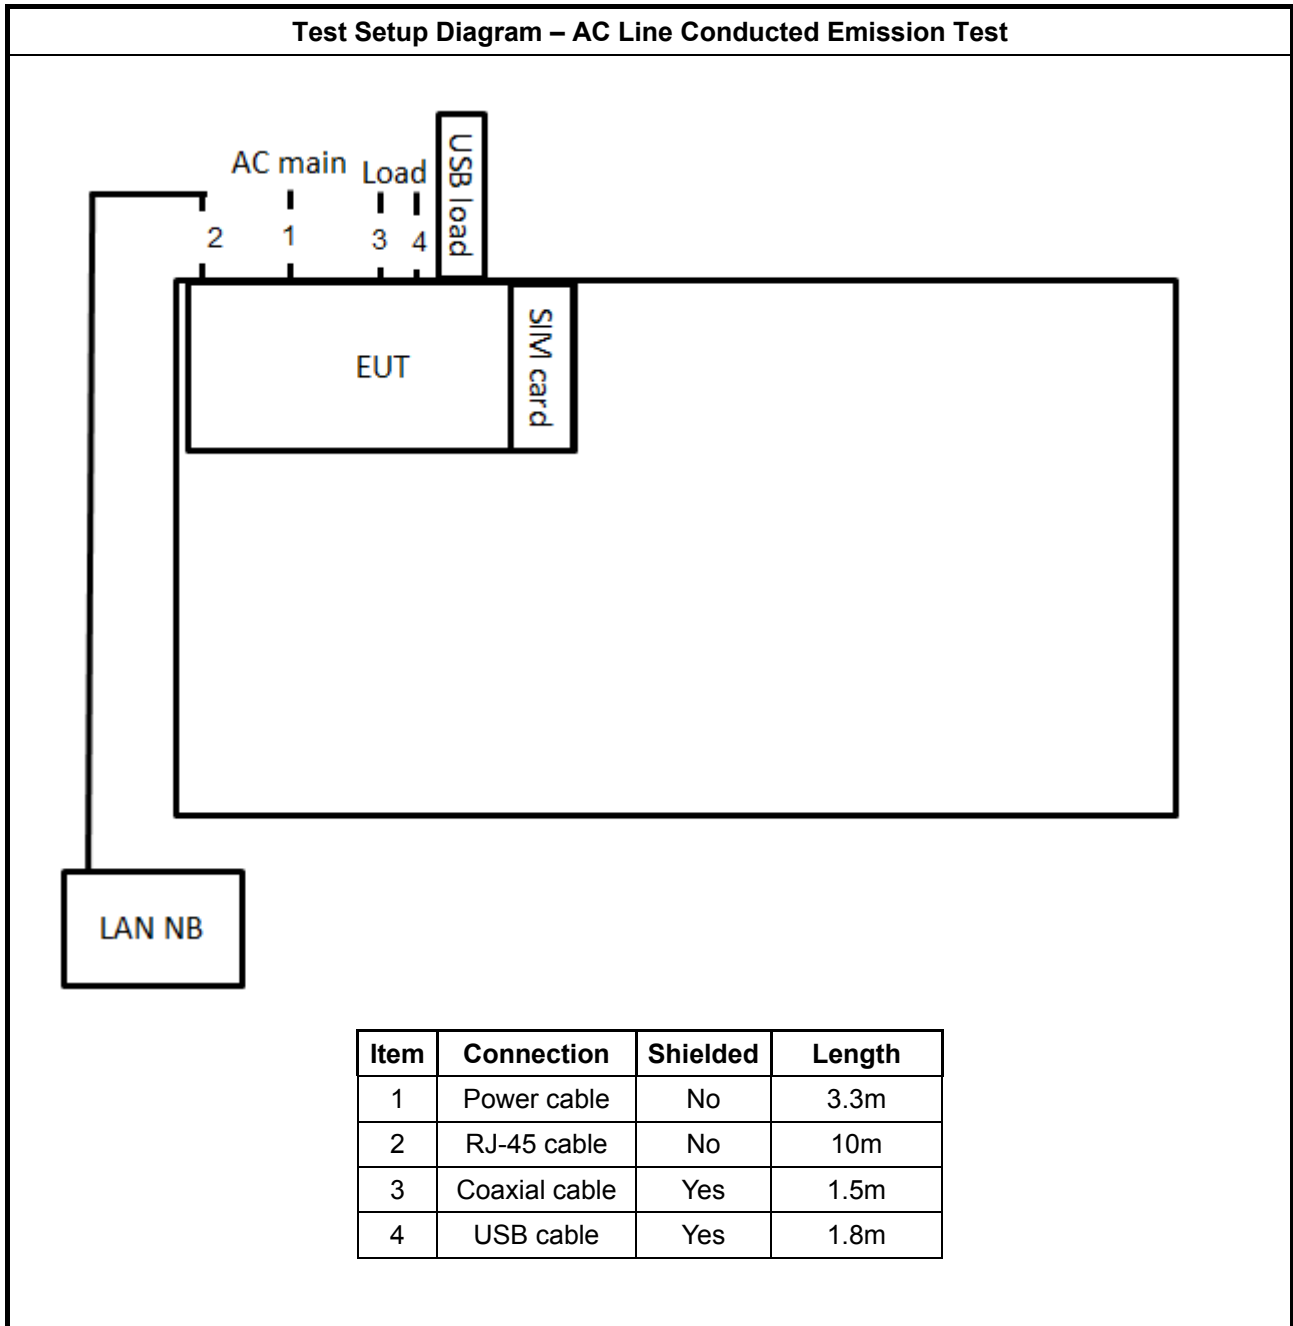 Test Setup Diagram – AC Line Conducted Emission Test
AC main
Load
USB load
2
1
3
4
EUT
SIM card
LAN NB
Item Connection Shielded Length
1 Power cable No 3.3m
2 RJ-45 cable No 10m
3 Coaxial cable Yes 1.5m
4 USB cable Yes 1.8m